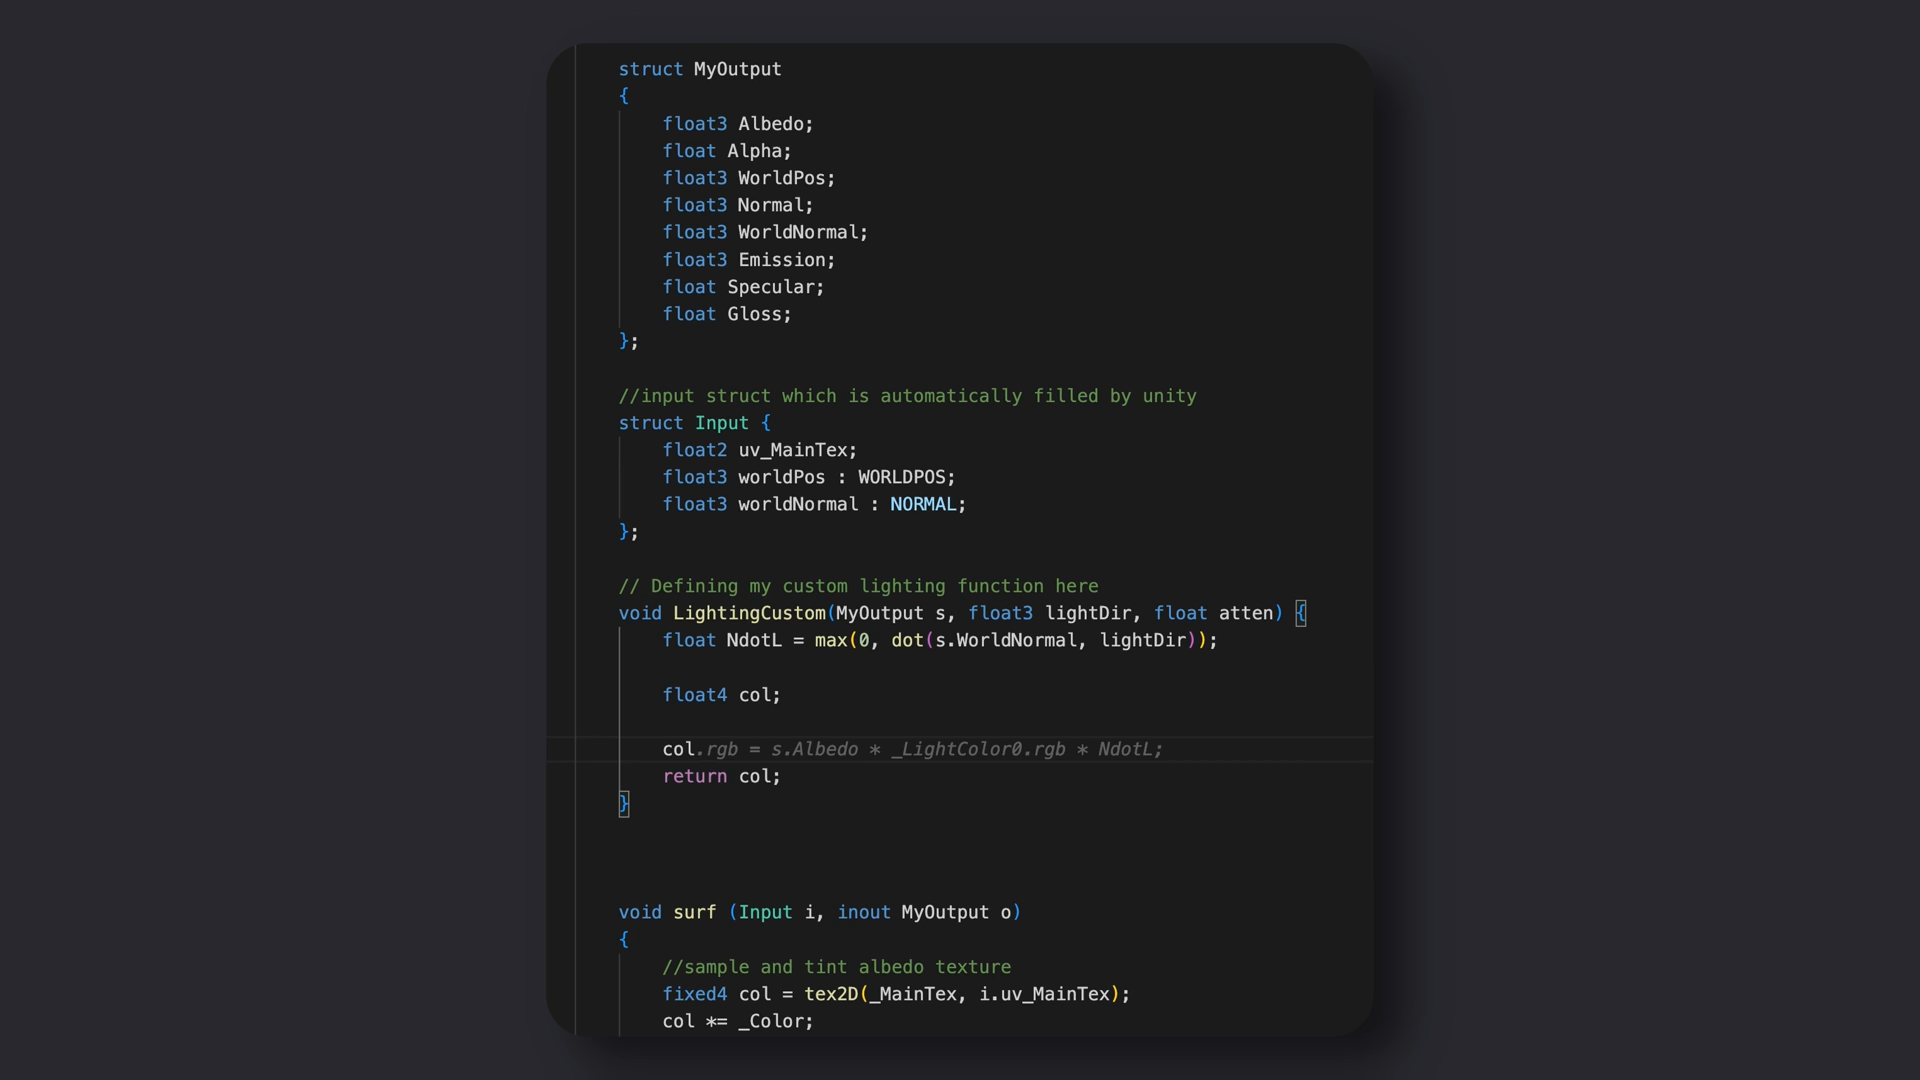 struct MyOutput
{
float3 Albedo;
float Alpha;
float3 WorldPos;
float3 Normal;
float3 WorldNormal;
float3 Emission;
float Specular;
float Gloss;
};
//input struct which is automatically filled by unity
struct Input {
float2 uv_MainTex;
float3 worldPos : WORLDPOS;
float3 worldNormal : NORMAL;
};
// Defining my custom lighting function here
void LightingCustom(MyOutput s, float3 lightDir, float atten) {
float NdotL = max(0, dot(s.WorldNormal, lightDir));
float4 col;
col.rgb = s.Albedo * _LightColor0.rgb * NdotL;
return col;
}
void surf (Input i, inout MyOutput o)
{
//sample and tint albedo texture
fixed4 col = tex2D(_MainTex, i.uv_MainTex);
col *= _Color;